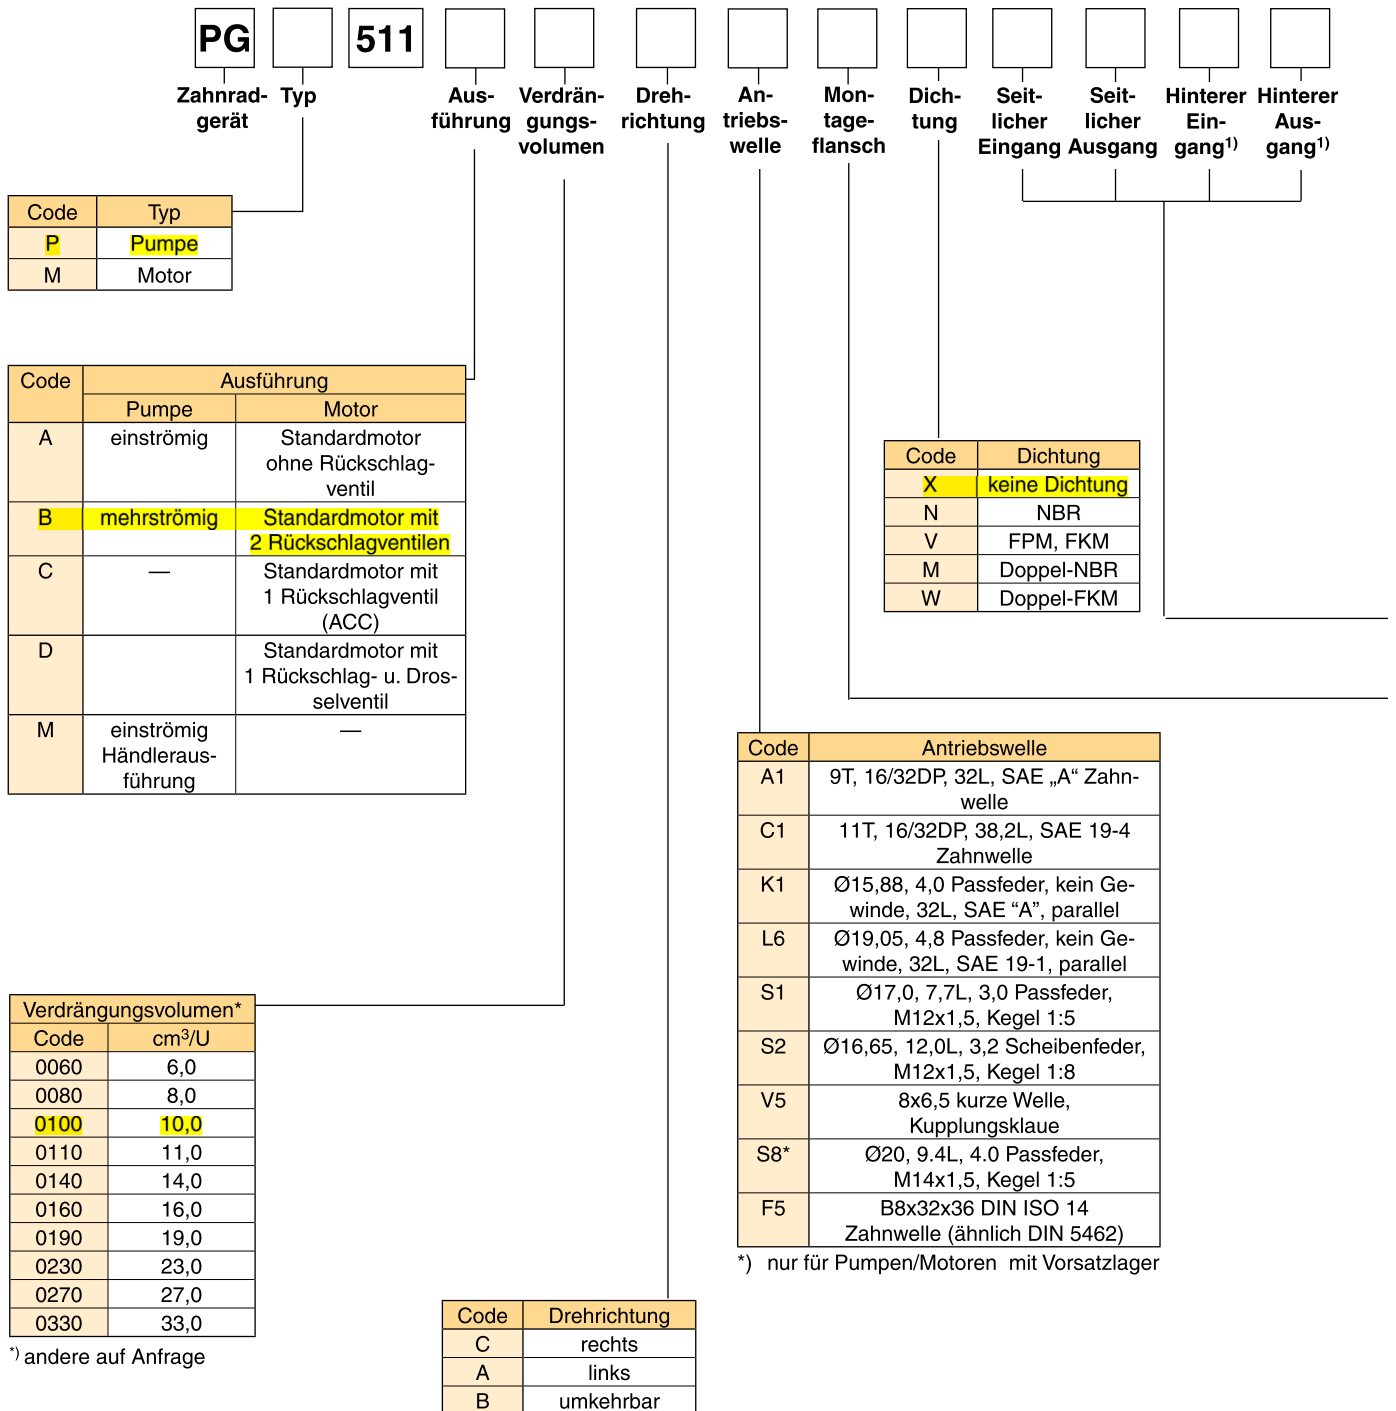 PG 511
Zahnrad-
gerät
Typ
Aus-
führung
Verdrän-
gungs-
volumen
Dreh-
richtung
An-
triebs-
welle
Mon-
tage-
flansch
Dich-
tung
Seit-
licher
Eingang
Seit-
licher
Ausgang
Hinterer
Ein-
gang1)
Hinterer
Aus-
gang1)
Code Typ
P Pumpe
M Motor
Code Ausführung
Pumpe Motor
A einströmig Standardmotor
ohne Rückschlag-
ventil
B mehrströmig Standardmotor mit
2 Rückschlagventilen
C — Standardmotor mit
1 Rückschlagventil
(ACC)
D Standardmotor mit
1 Rückschlag- u. Dros-
selventil
M einströmig —
Händleraus-
führung
Code Dichtung
X keine Dichtung
N NBR
V FPM, FKM
M Doppel-NBR
W Doppel-FKM
Code Antriebswelle
A1 9T, 16/32DP, 32L, SAE „A“ Zahn-
welle
C1 11T, 16/32DP, 38,2L, SAE 19-4
Zahnwelle
K1 Ø15,88, 4,0 Passfeder, kein Ge-
winde, 32L, SAE “A”, parallel
L6 Ø19,05, 4,8 Passfeder, kein Ge-
winde, 32L, SAE 19-1, parallel
S1 Ø17,0, 7,7L, 3,0 Passfeder,
M12x1,5, Kegel 1:5
S2 Ø16,65, 12,0L, 3,2 Scheibenfeder,
M12x1,5, Kegel 1:8
V5 8x6,5 kurze Welle,
Kupplungsklaue
S8* Ø20, 9.4L, 4.0 Passfeder,
M14x1,5, Kegel 1:5
F5 B8x32x36 DIN ISO 14
Zahnwelle (ähnlich DIN 5462)
*) nur für Pumpen/Motoren mit Vorsatzlager
Verdrängungsvolumen*
Code cm³/U
0060 6,0
0080 8,0
0100 10,0
0110 11,0
0140 14,0
0160 16,0
0190 19,0
0230 23,0
0270 27,0
0330 33,0
*) andere auf Anfrage
Code Drehrichtung
C rechts
A links
B umkehrbar